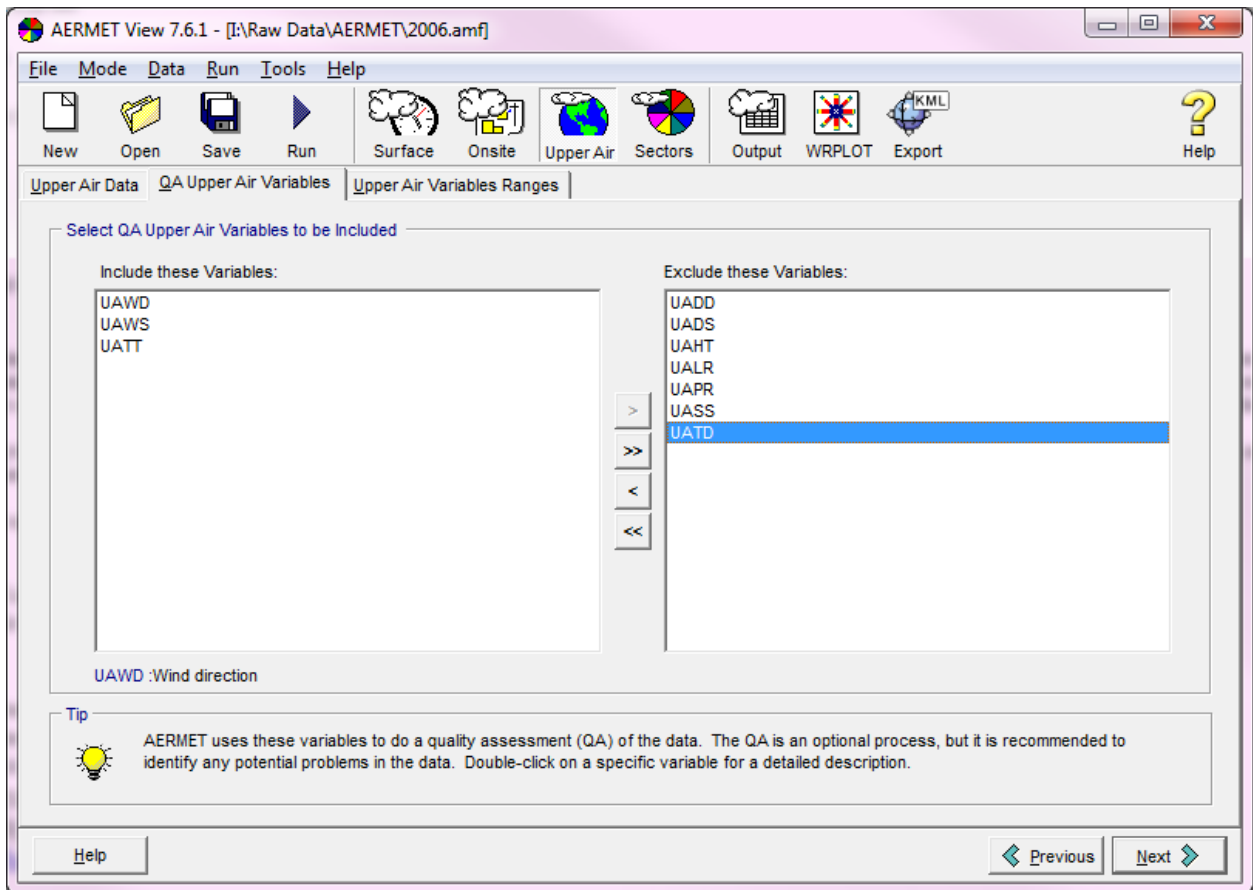 AERMET View 7.6.1 - [I:\Raw Data\AERMET\2006.amf]
File Mode Data Run Tools Help
KML
New Open Save Run Surface Onsite Upper Air Sectors Output WRPLOT Export Help
Upper Air Data QA Upper Air Variables Upper Air Variables Ranges
Select QA Upper Air Variables to be Included
Include these Variables:
UAWD
UAWS
UATT
>
>>
<
<<
Exclude these Variables:
UADD
UADS
UAHT
UALR
UAPR
UASS
UATD
UAWD :Wind direction
Tip
AERMET uses these variables to do a quality assessment (QA) of the data. The QA is an optional process, but it is recommended to
identify any potential problems in the data. Double-click on a specific variable for a detailed description.
Help Previous Next